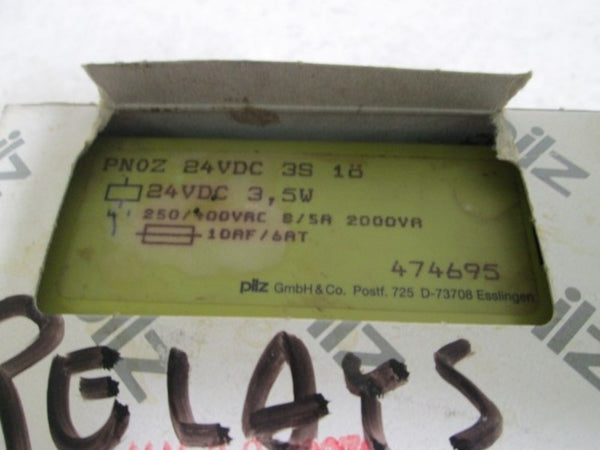 PNOZ 24VDC 3S 1ö
24VDC 3,5W
250/400VAC 8/5A 2000VA
10AF/6AT
474695
pilz GmbH & Co. Postf. 725 D-73708 Esslingen
pilz
pilz
RELAYS